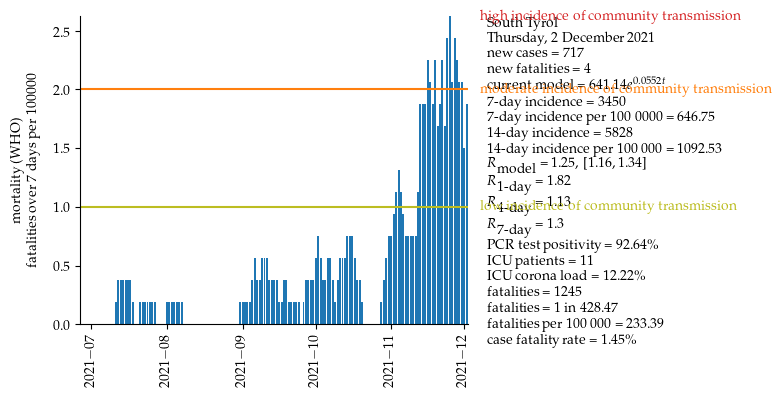 mortality (WHO)
fatalities over 7 days per 100000
2.5
2.0
1.5
1.0
0.5
0.0
2021−07
2021−08
2021−09
2021−10
2021−11
2021−12
high incidence of community transmission
South Tyrol
Thursday, 2 December 2021
new cases = 717
new fatalities = 4
current model = 641.14e^0.0552t
moderate incidence of community transmission
7-day incidence = 3450
7-day incidence per 100 0000 = 646.75
14-day incidence = 5828
14-day incidence per 100 000 = 1092.53
R model = 1.25, [1.16, 1.34]
R 1-day = 1.82
R 4-day = 1.13
low incidence of community transmission
R 7-day = 1.3
PCR test positivity = 92.64%
ICU patients = 11
ICU corona load = 12.22%
fatalities = 1245
fatalities = 1 in 428.47
fatalities per 100 000 = 233.39
case fatality rate = 1.45%